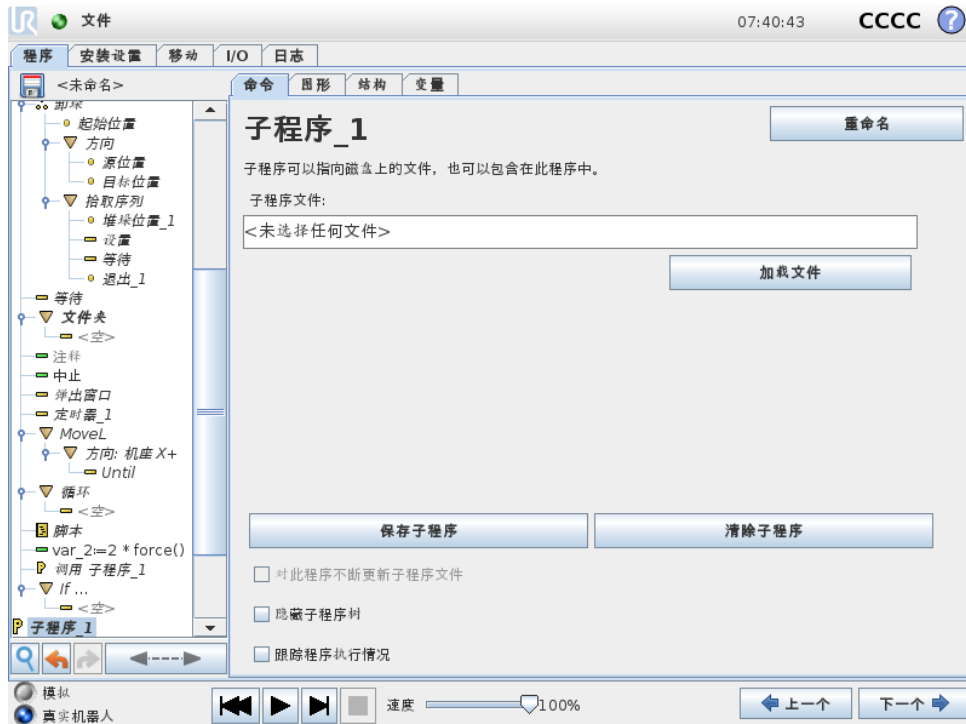 UR 文件 07:40:43 CCCC ?
程序 安装设置 移动 I/O 日志
<未命名>
命令 图形 结构 变量
卸垛
起始位置
方向
源位置
目标位置
拾取序列
堆垛位置_1
设置
等待
退出_1
等待
文件夹
<空>
注释
中止
弹出窗口
定时器_1
MoveL
方向: 机座 X+
Until
循环
<空>
脚本
var_2≔2 * force()
P 调用 子程序_1
If ...
<空>
P 子程序_1
子程序_1
重命名
子程序可以指向磁盘上的文件，也可以包含在此程序中。
子程序文件:
<未选择任何文件>
加载文件
保存子程序 清除子程序
对此程序不断更新子程序文件
隐藏子程序树
跟踪程序执行情况
模拟
真实机器人
速度 100%
上一个 下一个